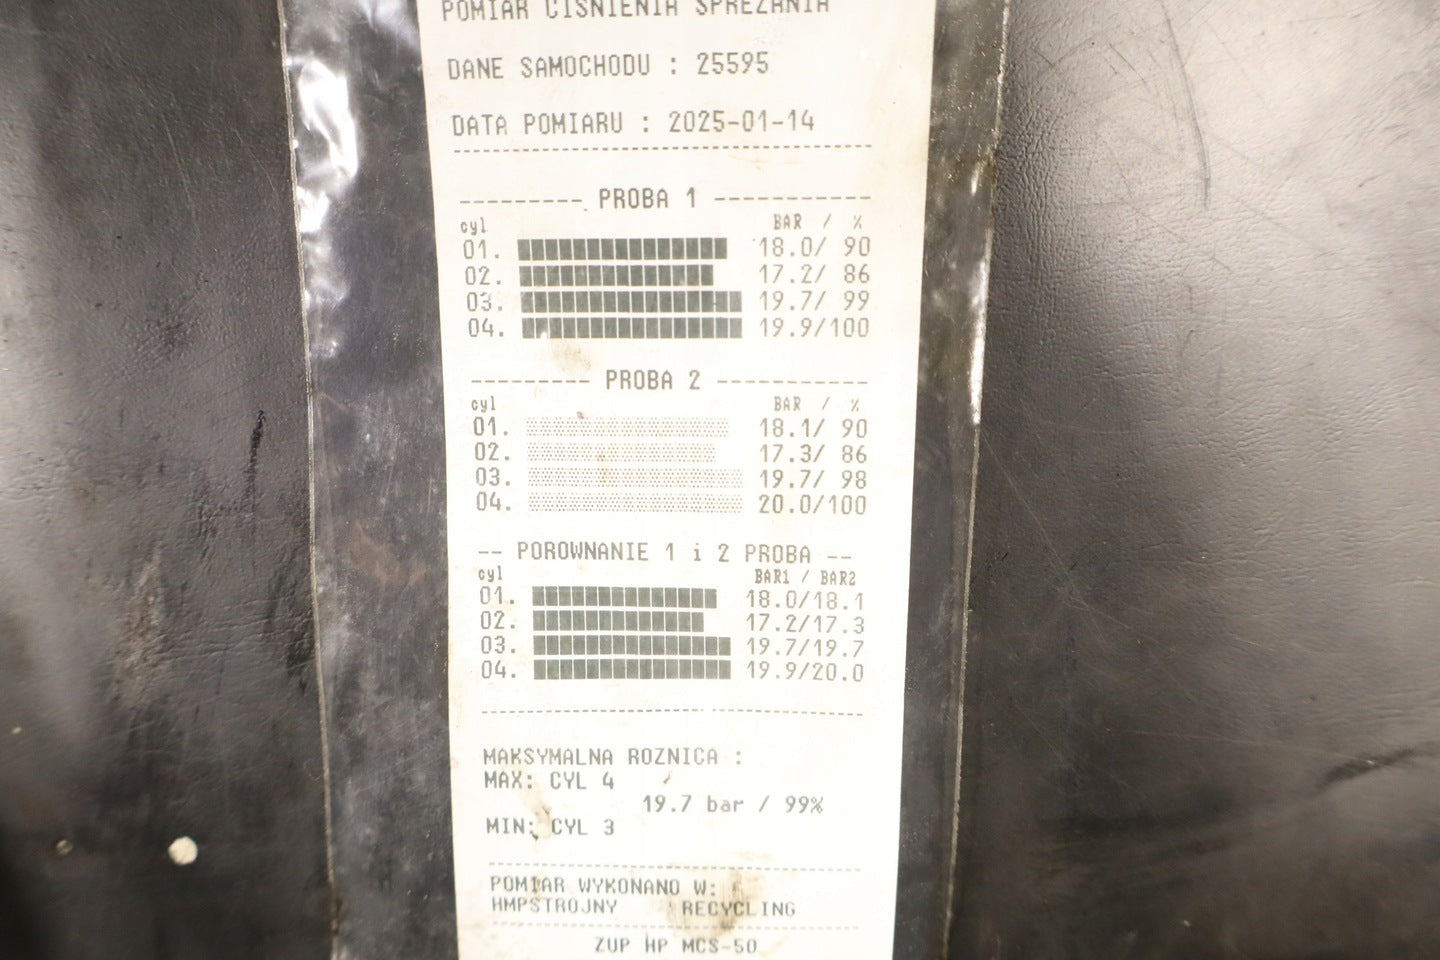 POMIAR CISNIENIA SPREZANIA
DANE SAMOCHODU : 25595
DATA POMIARU : 2025-01-14
--------- PROBA 1 -----------
cyl BAR / %
01. 18.0/ 90
02. 17.2/ 86
03. 19.7/ 99
04. 19.9/100
--------- PROBA 2 -----------
cyl BAR / %
01. 18.1/ 90
02. 17.3/ 86
03. 19.7/ 98
04. 20.0/100
-- POROWNANIE 1 i 2 PROBA --
cyl BAR1 / BAR2
01. 18.0/18.1
02. 17.2/17.3
03. 19.7/19.7
04. 19.9/20.0
MAKSYMALNA ROZNICA :
MAX: CYL 4
19.7 bar / 99%
MIN: CYL 3
POMIAR WYKONANO W:
HMPSTROJNY RECYCLING
ZUP HP MCS-50